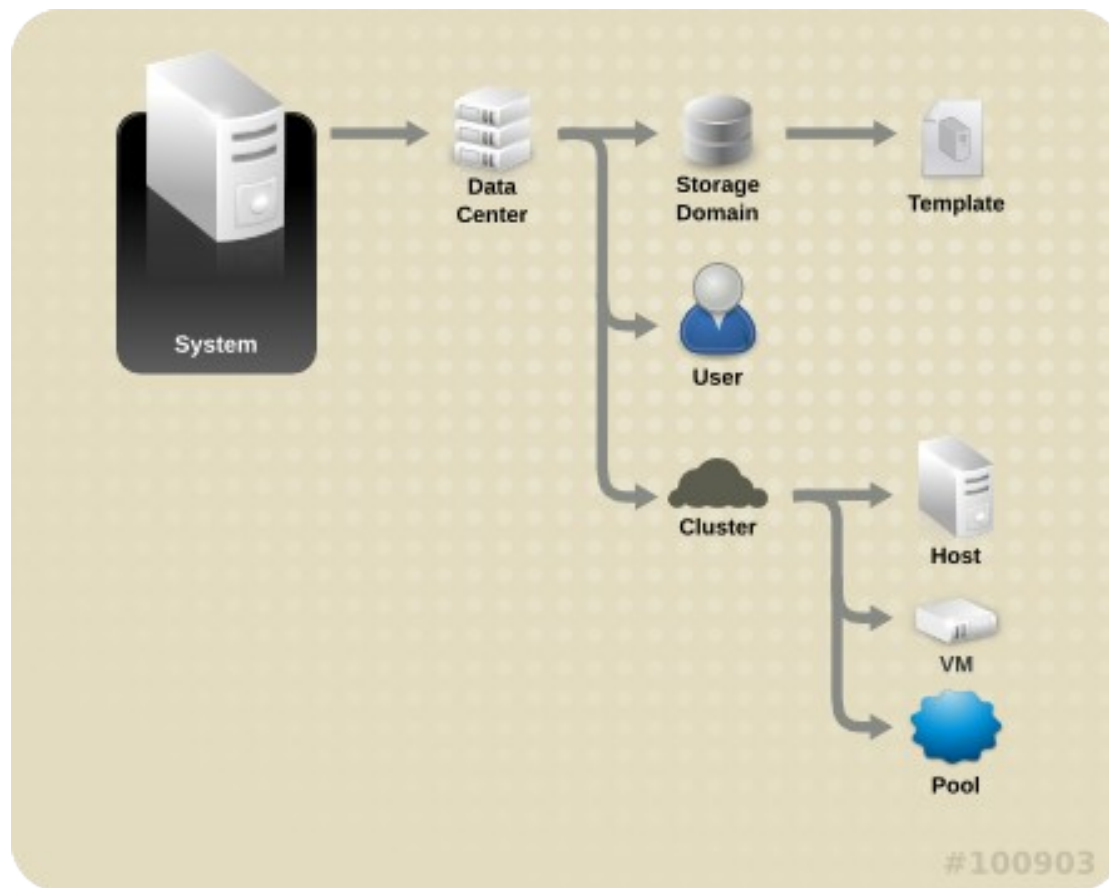 System
Data
Center
Storage
Domain
Template
User
Cluster
Host
VM
Pool
#100903